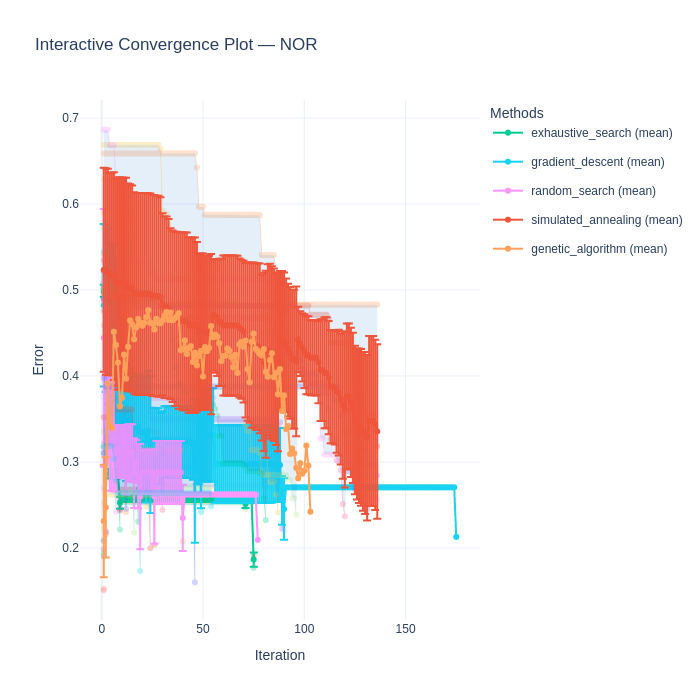 Interactive Convergence Plot — NOR
Methods
exhaustive_search (mean)
gradient_descent (mean)
random_search (mean)
simulated_annealing (mean)
genetic_algorithm (mean)
0.7
0.6
0.5
0.4
0.3
0.2
Error
0
50
100
150
Iteration